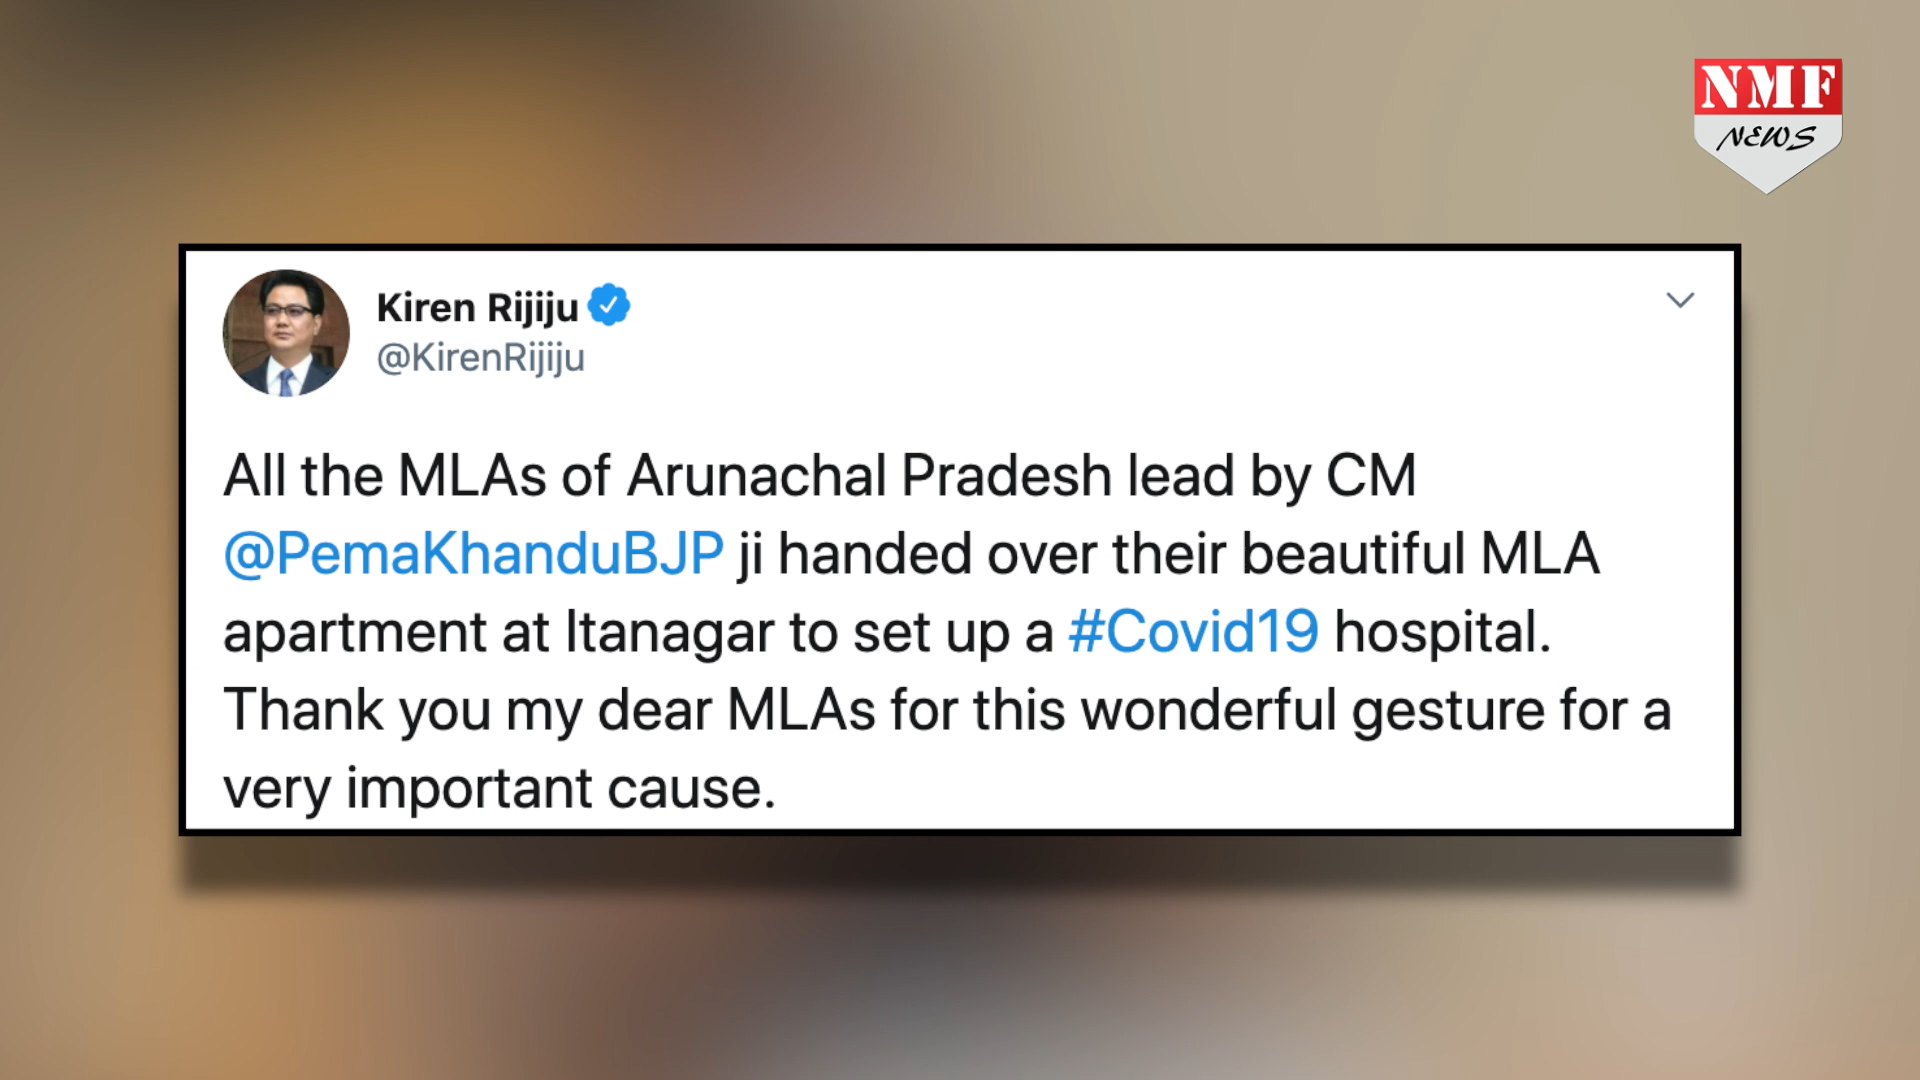 NMF
NEWS
Kiren Rijiju
@KirenRijiju
All the MLAs of Arunachal Pradesh lead by CM
@PemaKhanduBJP ji handed over their beautiful MLA
apartment at Itanagar to set up a #Covid19 hospital.
Thank you my dear MLAs for this wonderful gesture for a
very important cause.